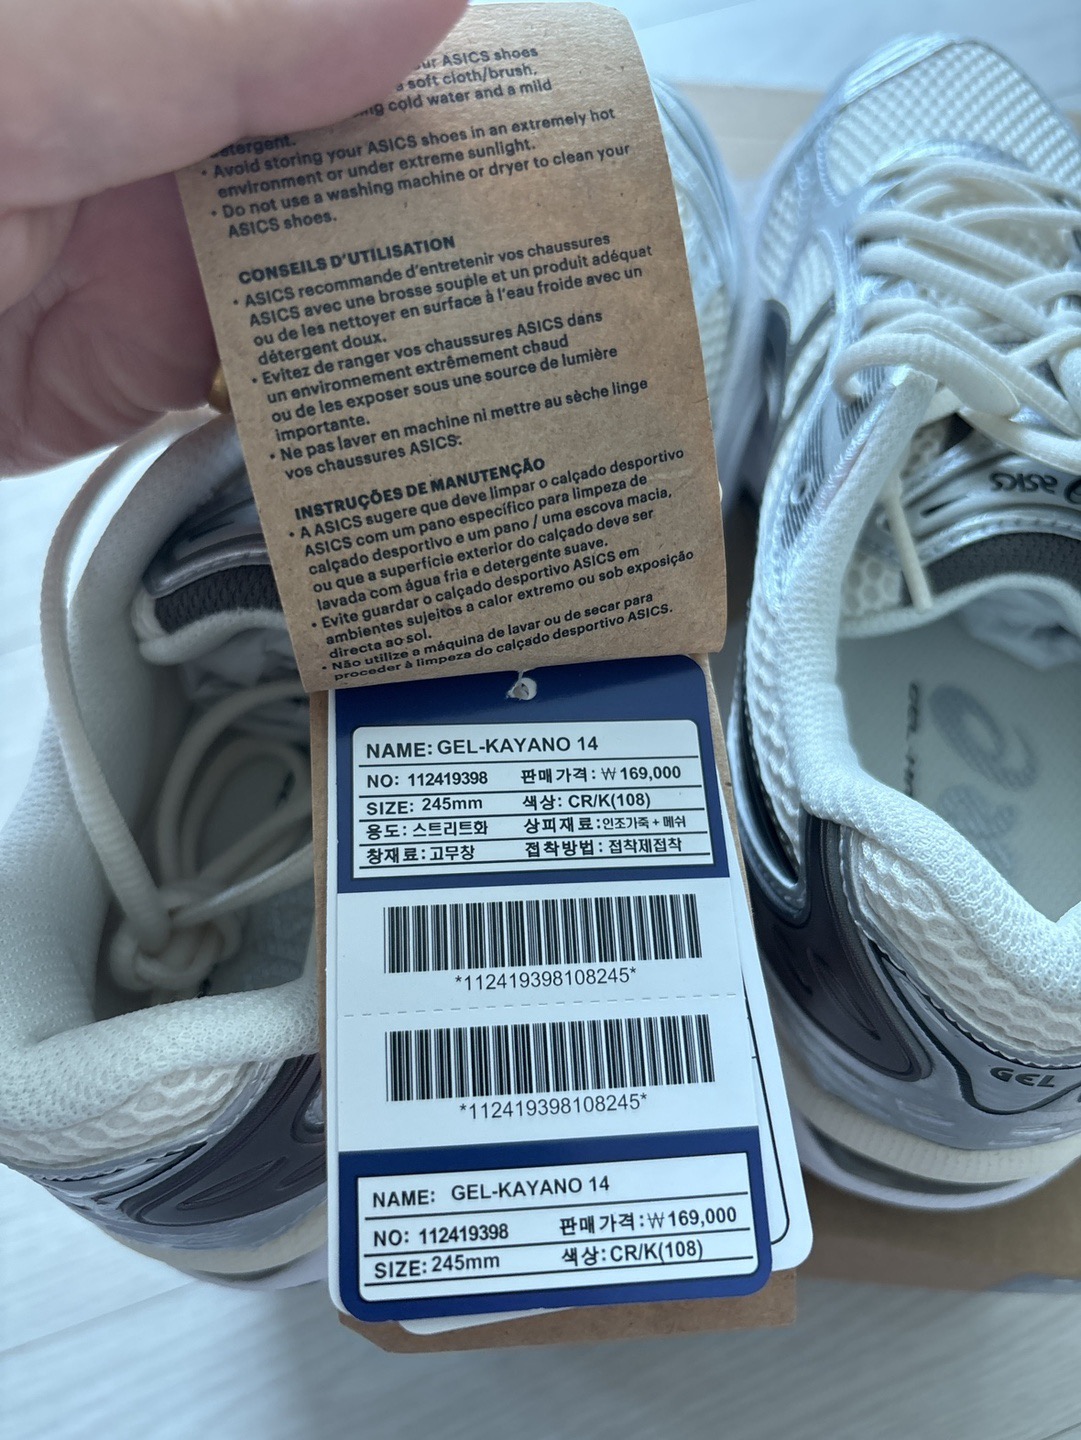 our ASICS shoes
a soft cloth/brush,
cold water and a mild
detergent.
• Avoid storing your ASICS shoes in an extremely hot
environment or under extreme sunlight.
• Do not use a washing machine or dryer to clean your
ASICS shoes.
CONSEILS D'UTILISATION
• ASICS recommande d'entretenir vos chaussures
ASICS avec une brosse souple et un produit adéquat
ou de les nettoyer en surface à l'eau froide avec un
détergent doux.
• Evitez de ranger vos chaussures ASICS dans
un environnement extrêmement chaud
ou de les exposer sous une source de lumière
importante.
• Ne pas laver en machine ni mettre au sèche linge
vos chaussures ASICS.
INSTRUÇÕES DE MANUTENÇÃO
• A ASICS sugere que deve limpar o calçado desportivo
ASICS com um pano específico para limpeza de
calçado desportivo e um pano / uma escova macia,
ou que a superfície exterior do calçado deve ser
lavada com água fria e detergente suave.
• Evite guardar o calçado desportivo ASICS em
ambientes sujeitos a calor extremo ou sob exposição
directa ao sol.
• Não utilize a máquina de lavar ou de secar para
proceder à limpeza do calçado desportivo ASICS.
NAME: GEL-KAYANO 14
NO: 112419398 판매가격: ₩ 169,000
SIZE: 245mm 색상: CR/K(108)
용도: 스트리트화 상피재료:인조가죽+메쉬
창재료:고무창 접착방법: 접착제접착
*112419398108245*
*112419398108245*
NAME: GEL-KAYANO 14
NO: 112419398 판매가격:₩169,000
SIZE: 245mm 색상: CR/K(108)
asics
GEL